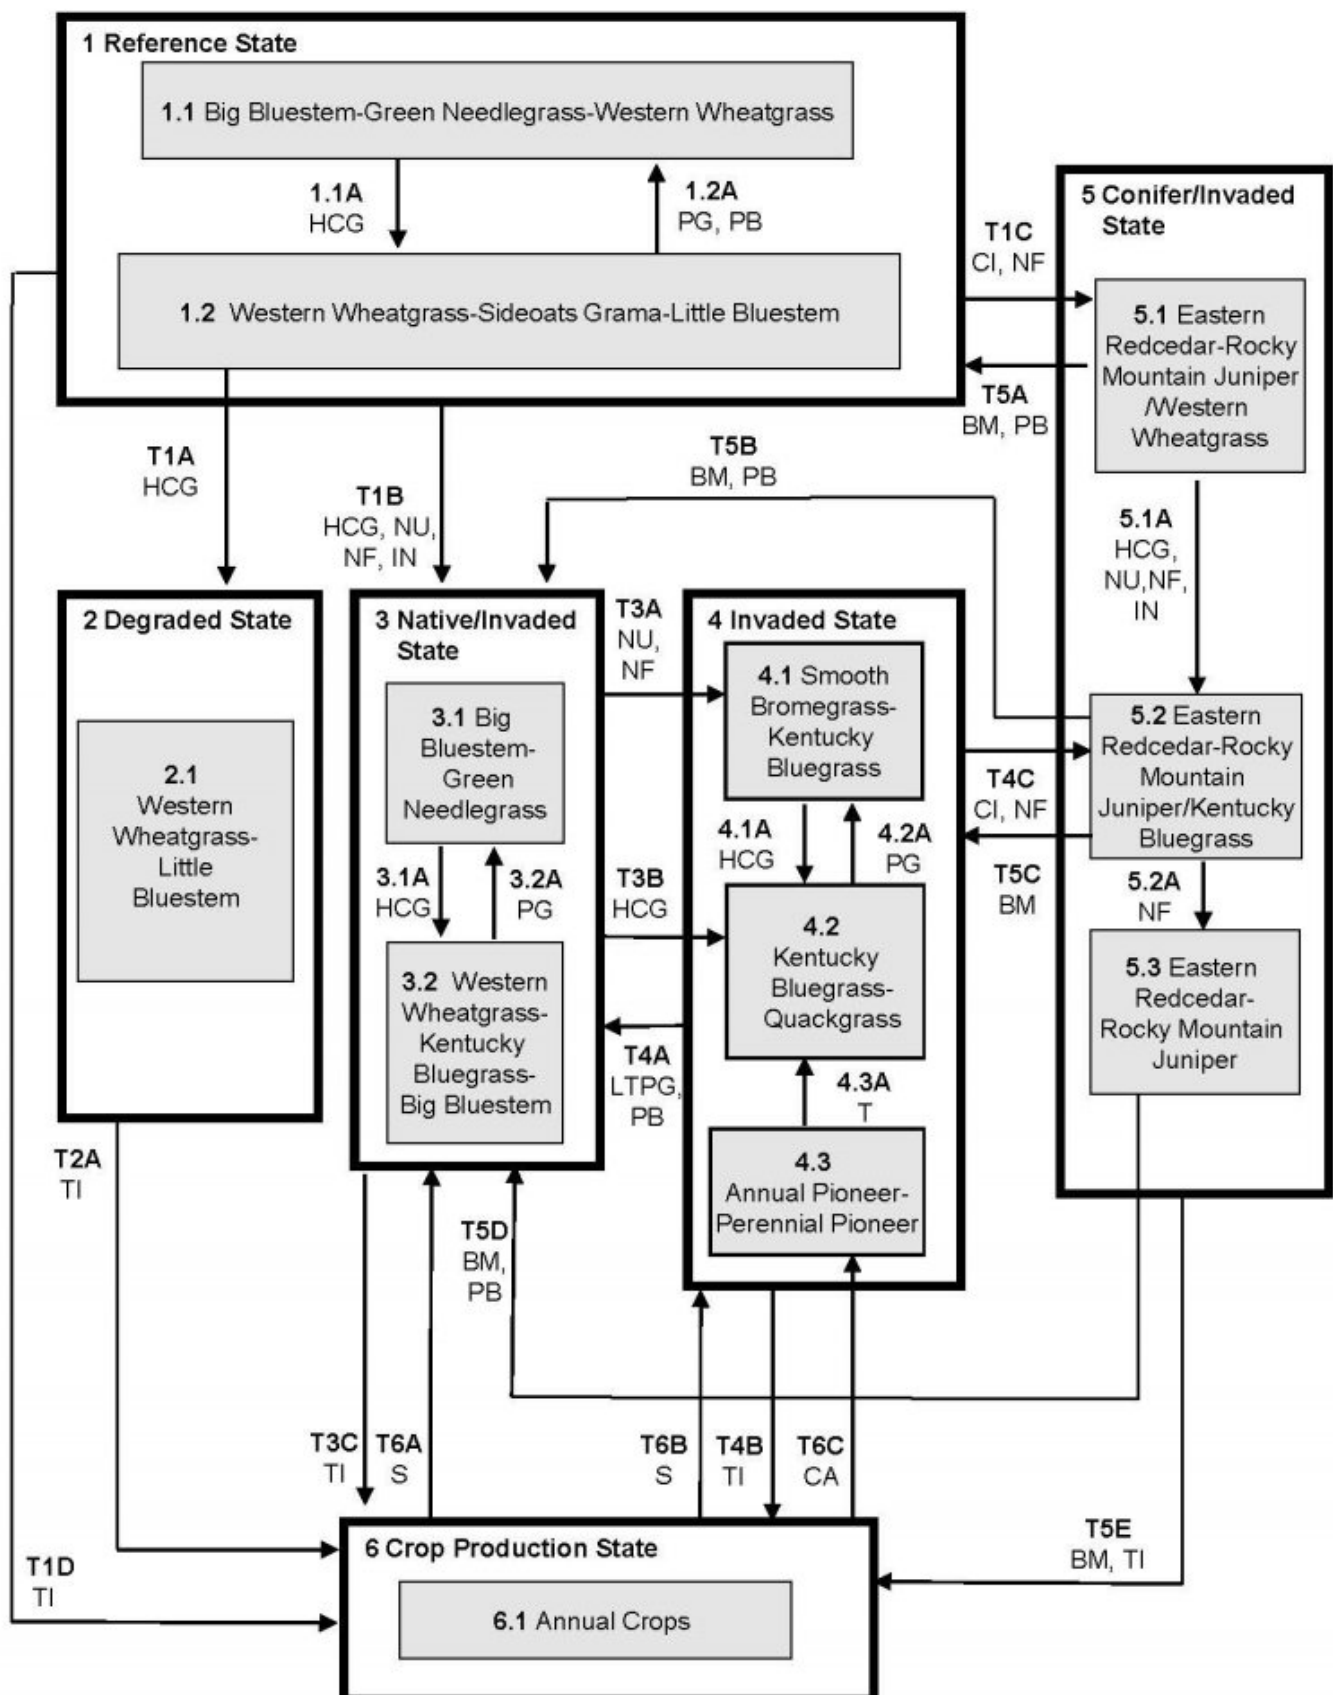 1 Reference State
1.1 Big Bluestem-Green Needlegrass-Western Wheatgrass
1.1A
HCG
1.2A
PG, PB
1.2 Western Wheatgrass-Sideoats Grama-Little Bluestem
T1C
CI, NF
T5A
BM, PB
5 Conifer/Invaded
State
5.1 Eastern
Redcedar-Rocky
Mountain Juniper
/Western
Wheatgrass
T1A
HCG
T1B
HCG, NU,
NF, IN
T5B
BM, PB
5.1A
HCG,
NU,NF,
IN
2 Degraded State
2.1
Western
Wheatgrass-
Little
Bluestem
3 Native/Invaded
State
3.1 Big
Bluestem-
Green
Needlegrass
3.1A
HCG
3.2A
PG
3.2 Western
Wheatgrass-
Kentucky
Bluegrass-
Big Bluestem
T3A
NU,
NF
T3B
HCG
T4A
LTPG,
PB
4 Invaded State
4.1 Smooth
Bromegrass-
Kentucky
Bluegrass
4.1A
HCG
4.2A
PG
4.2
Kentucky
Bluegrass-
Quackgrass
4.3A
T
4.3
Annual Pioneer-
Perennial Pioneer
T4C
CI, NF
T5C
BM
5.2 Eastern
Redcedar-Rocky
Mountain
Juniper/Kentucky
Bluegrass
5.2A
NF
5.3 Eastern
Redcedar-
Rocky Mountain
Juniper
T2A
TI
T5D
BM,
PB
T3C
TI
T6A
S
T6B
S
T4B
TI
T6C
CA
T5E
BM, TI
T1D
TI
6 Crop Production State
6.1 Annual Crops